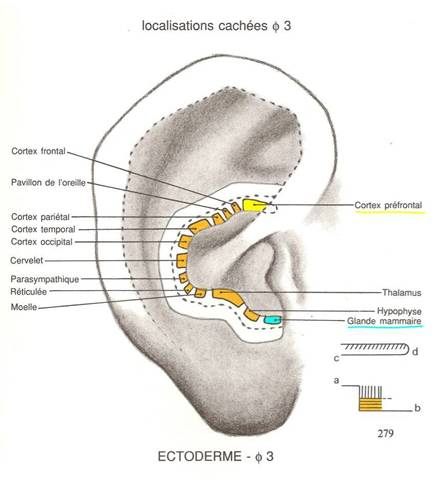 localisations cachées ϕ 3
Cortex frontal
Pavillon de l'oreille
Cortex préfrontal
Cortex pariétal
Cortex temporal
Cortex occipital
Cervelet
Parasympathique
Réticulée
Moelle
Thalamus
Hypophyse
Glande mammaire
c
d
a
b
279
ECTODERME - ϕ 3